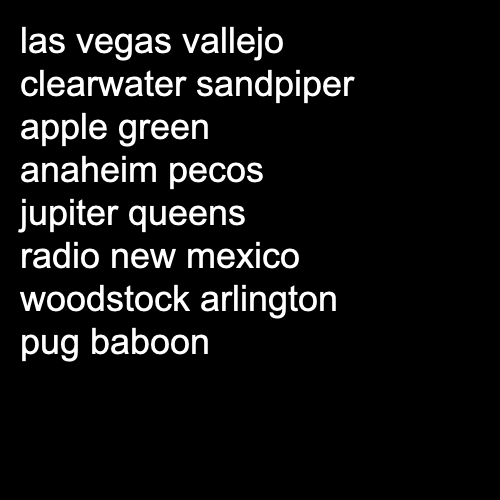 las vegas vallejo
clearwater sandpiper
apple green
anaheim pecos
jupiter queens
radio new mexico
woodstock arlington
pug baboon